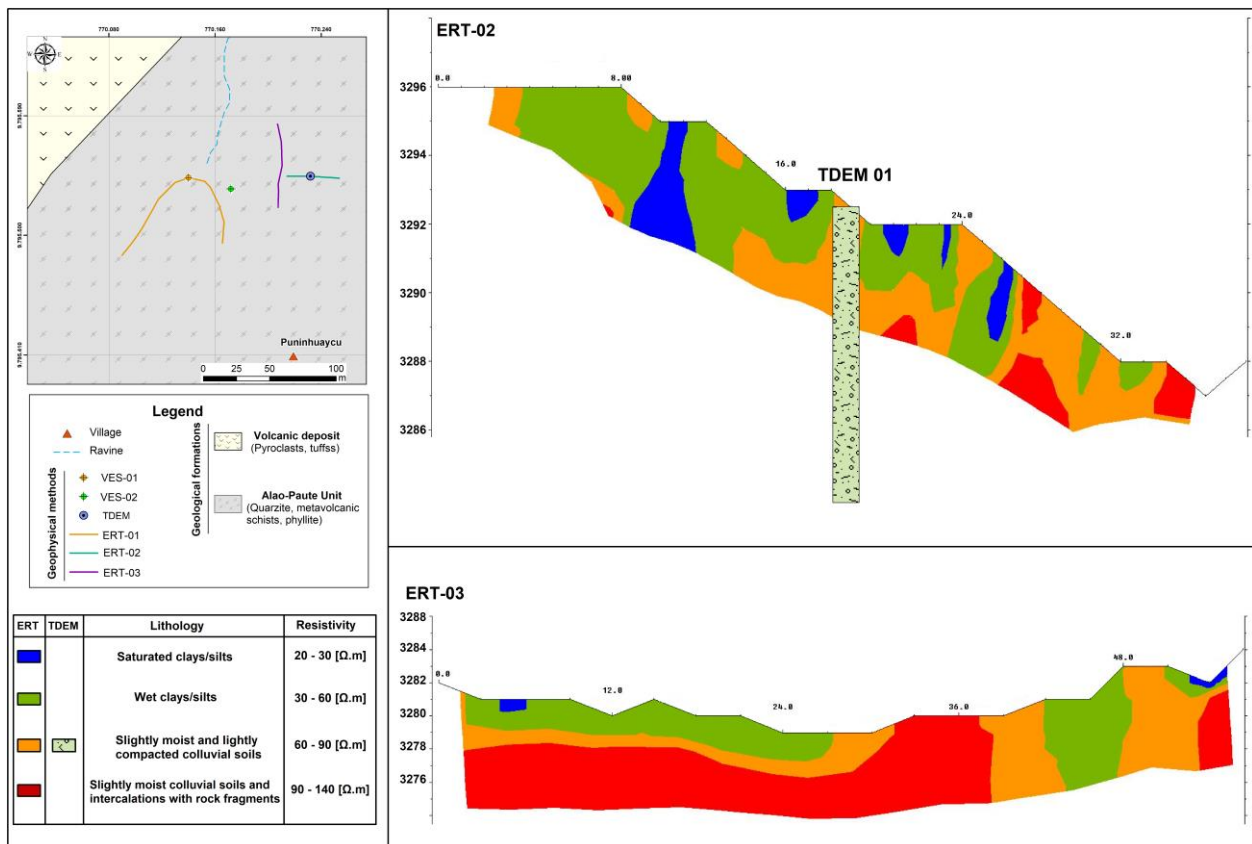 770.080 770.160 770.240
N
W E
S
Puninhuaycu
0 25 50 100
m
Legend
Village
Ravine
Geophysical methods
VES-01
VES-02
TDEM
ERT-01
ERT-02
ERT-03
Geological formations
Volcanic deposit
(Pyroclasts, tuffss)
Alao-Paute Unit
(Quarzite, metavolcanic
schists, phyllite)
ERT TDEM Lithology Resistivity
Saturated clays/silts 20 - 30 [Ω.m]
Wet clays/silts 30 - 60 [Ω.m]
Slightly moist and lightly
compacted colluvial soils 60 - 90 [Ω.m]
Slightly moist colluvial soils and
intercalations with rock fragments 90 - 140 [Ω.m]
ERT-02
3296
3294
3292
3290
3288
3286
0.0
8.00
16.0
24.0
32.0
TDEM 01
ERT-03
3288
3284
3282
3280
3278
3276
0.0
12.0
24.0
36.0
48.0